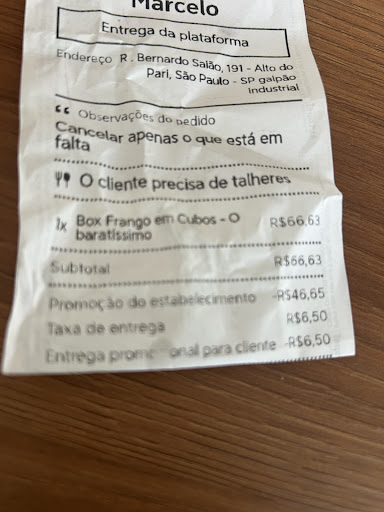 Marcelo
Entrega da plataforma
Endereço R. Bernardo Saião, 191 - Alto do
Pari, São Paulo - SP galpão
Industrial
❝ Observações do pedido
Cancelar apenas o que está em
falta
O cliente precisa de talheres
1x Box Frango em Cubos - O R$66,63
baratíssimo
Subtotal R$66,63
Promoção do estabelecimento -R$46,65
Taxa de entrega R$6,50
Entrega promocional para cliente -R$6,50